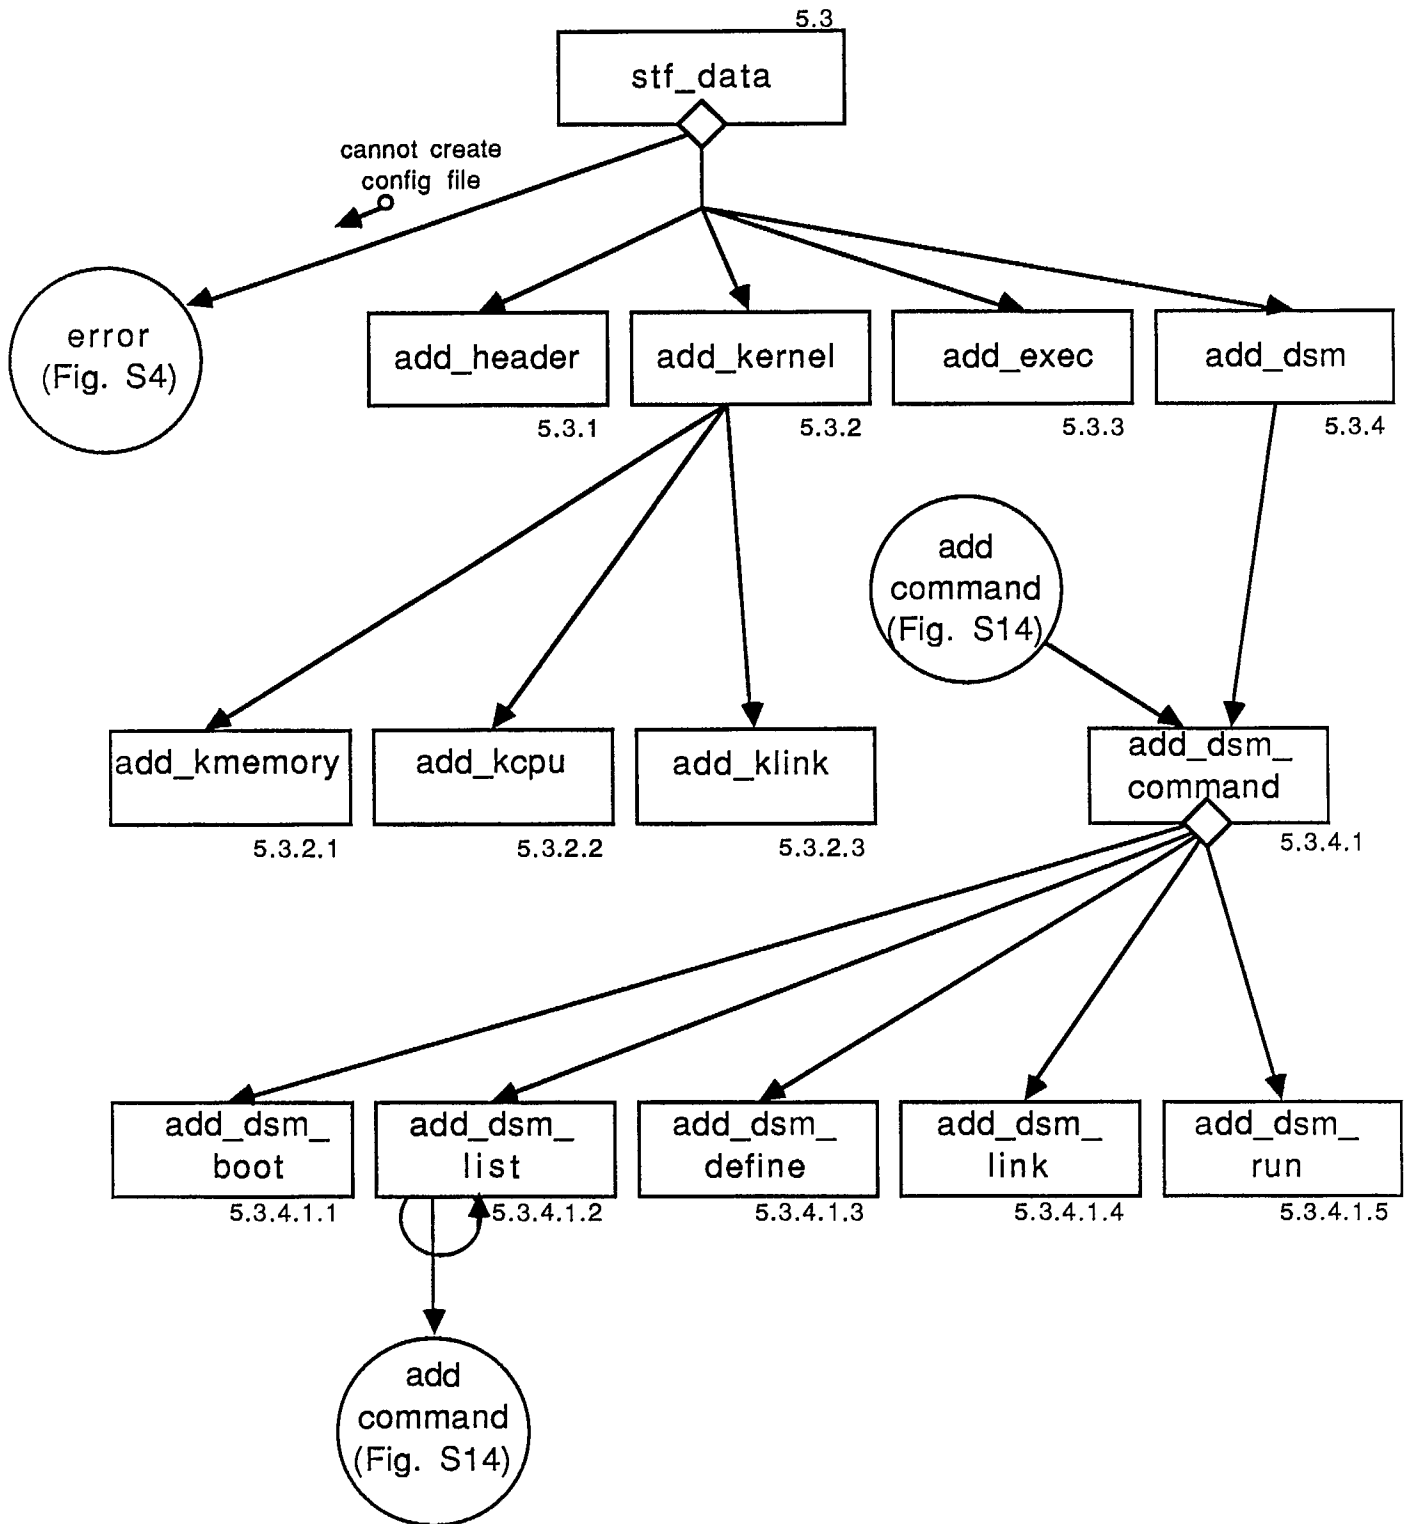 5.3
stf_data
cannot create
config file
error
(Fig. S4)
add_header
add_kernel
add_exec
add_dsm
5.3.1
5.3.2
5.3.3
5.3.4
add
command
(Fig. S14)
add_kmemory
add_kcpu
add_klink
add_dsm_
command
5.3.2.1
5.3.2.2
5.3.2.3
5.3.4.1
add_dsm_
boot
add_dsm_
list
add_dsm_
define
add_dsm_
link
add_dsm_
run
5.3.4.1.1
5.3.4.1.2
5.3.4.1.3
5.3.4.1.4
5.3.4.1.5
add
command
(Fig. S14)